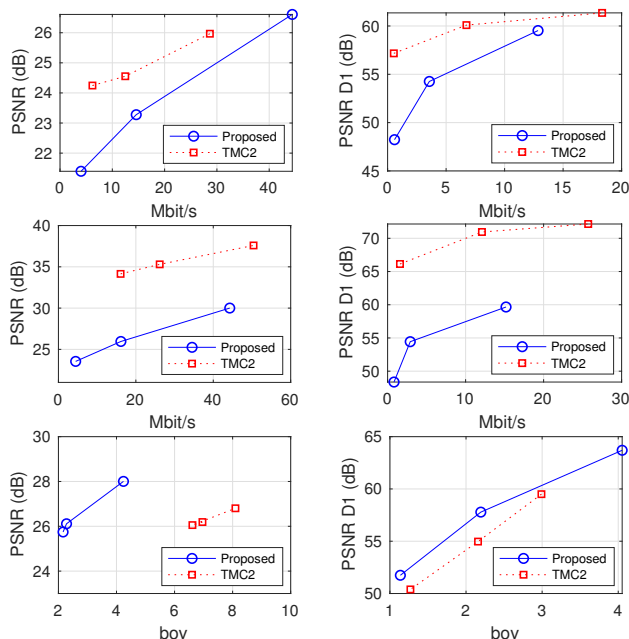 26
25
24
23
22
PSNR (dB)
Proposed
TMC2
0
10
20
30
40
Mbit/s
60
55
50
45
PSNR D1 (dB)
Proposed
TMC2
0
5
10
15
20
Mbit/s
40
35
30
25
PSNR (dB)
Proposed
TMC2
0
20
40
60
Mbit/s
70
65
60
55
50
PSNR D1 (dB)
Proposed
TMC2
0
10
20
30
Mbit/s
30
28
26
24
23
PSNR (dB)
Proposed
TMC2
2
4
6
8
10
bov
65
60
55
50
PSNR D1 (dB)
Proposed
TMC2
1
2
3
4
bov